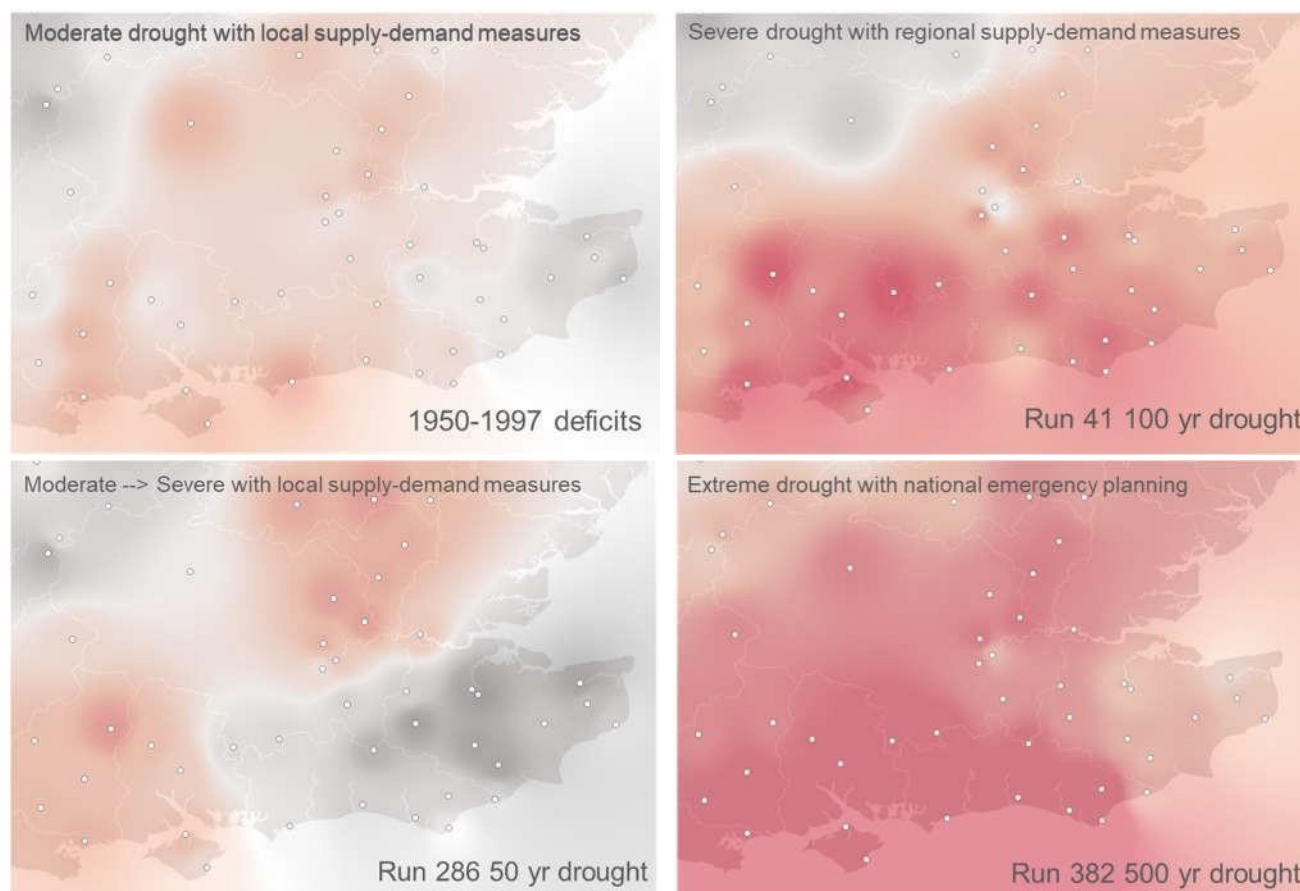 Moderate drought with local supply-demand measures
1950-1997 deficits
Severe drought with regional supply-demand measures
Run 41 100 yr drought
Moderate --> Severe with local supply-demand measures
Run 286 50 yr drought
Extreme drought with national emergency planning
Run 382 500 yr drought